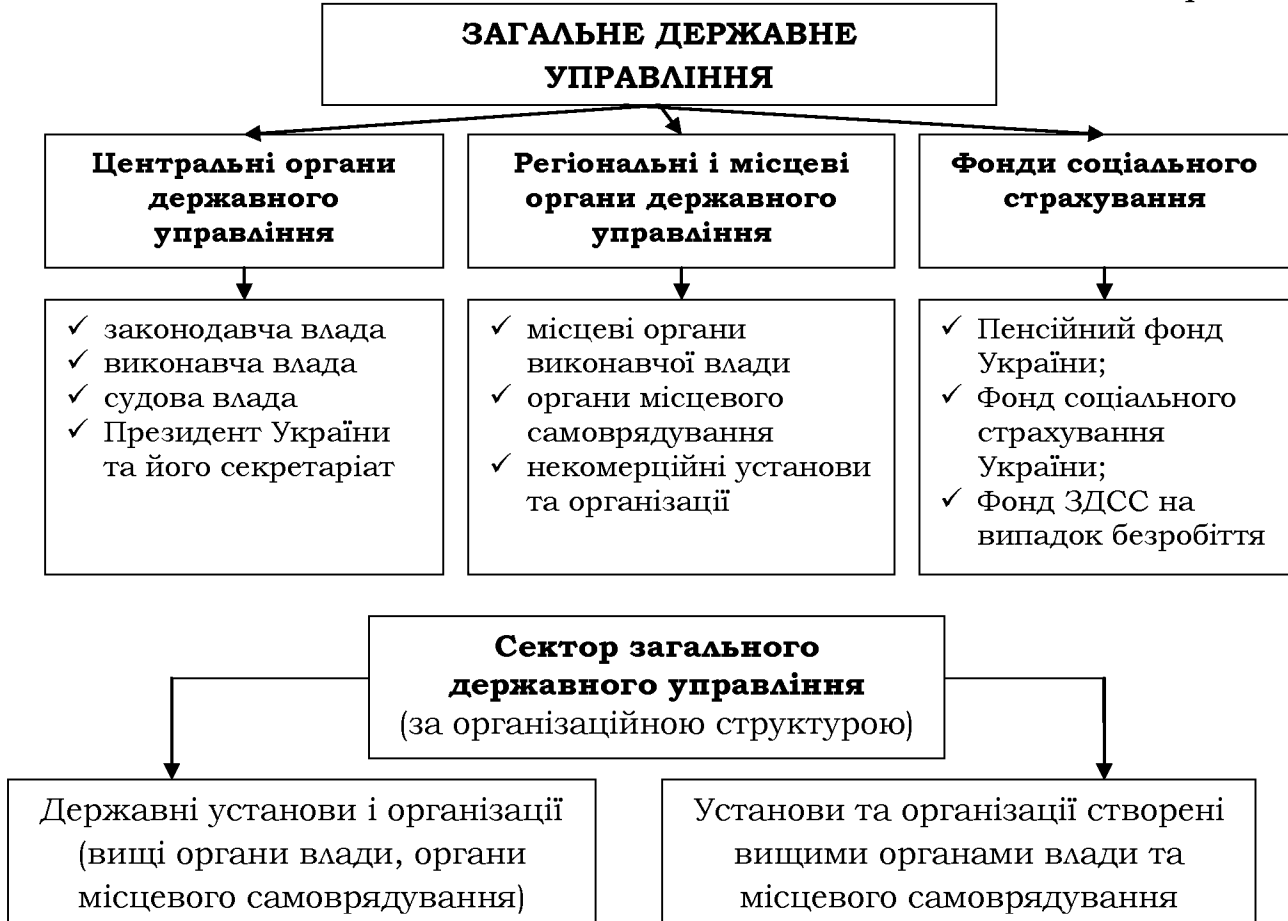 ЗАГАЛЬНЕ ДЕРЖАВНЕ
УПРАВЛІННЯ
Центральні органи
державного
управління
Регіональні і місцеві
органи державного
управління
Фонди соціального
страхування
✓ законодавча влада
✓ виконавча влада
✓ судова влада
✓ Президент України
та його секретаріат
✓ місцеві органи
виконавчої влади
✓ органи місцевого
самоврядування
✓ некомерційні установи
та організації
✓ Пенсійний фонд
України;
✓ Фонд соціального
страхування
України;
✓ Фонд ЗДСС на
випадок безробіття
Сектор загального
державного управління
(за організаційною структурою)
Державні установи і організації
(вищі органи влади, органи
місцевого самоврядування)
Установи та організації створені
вищими органами влади та
місцевого самоврядування